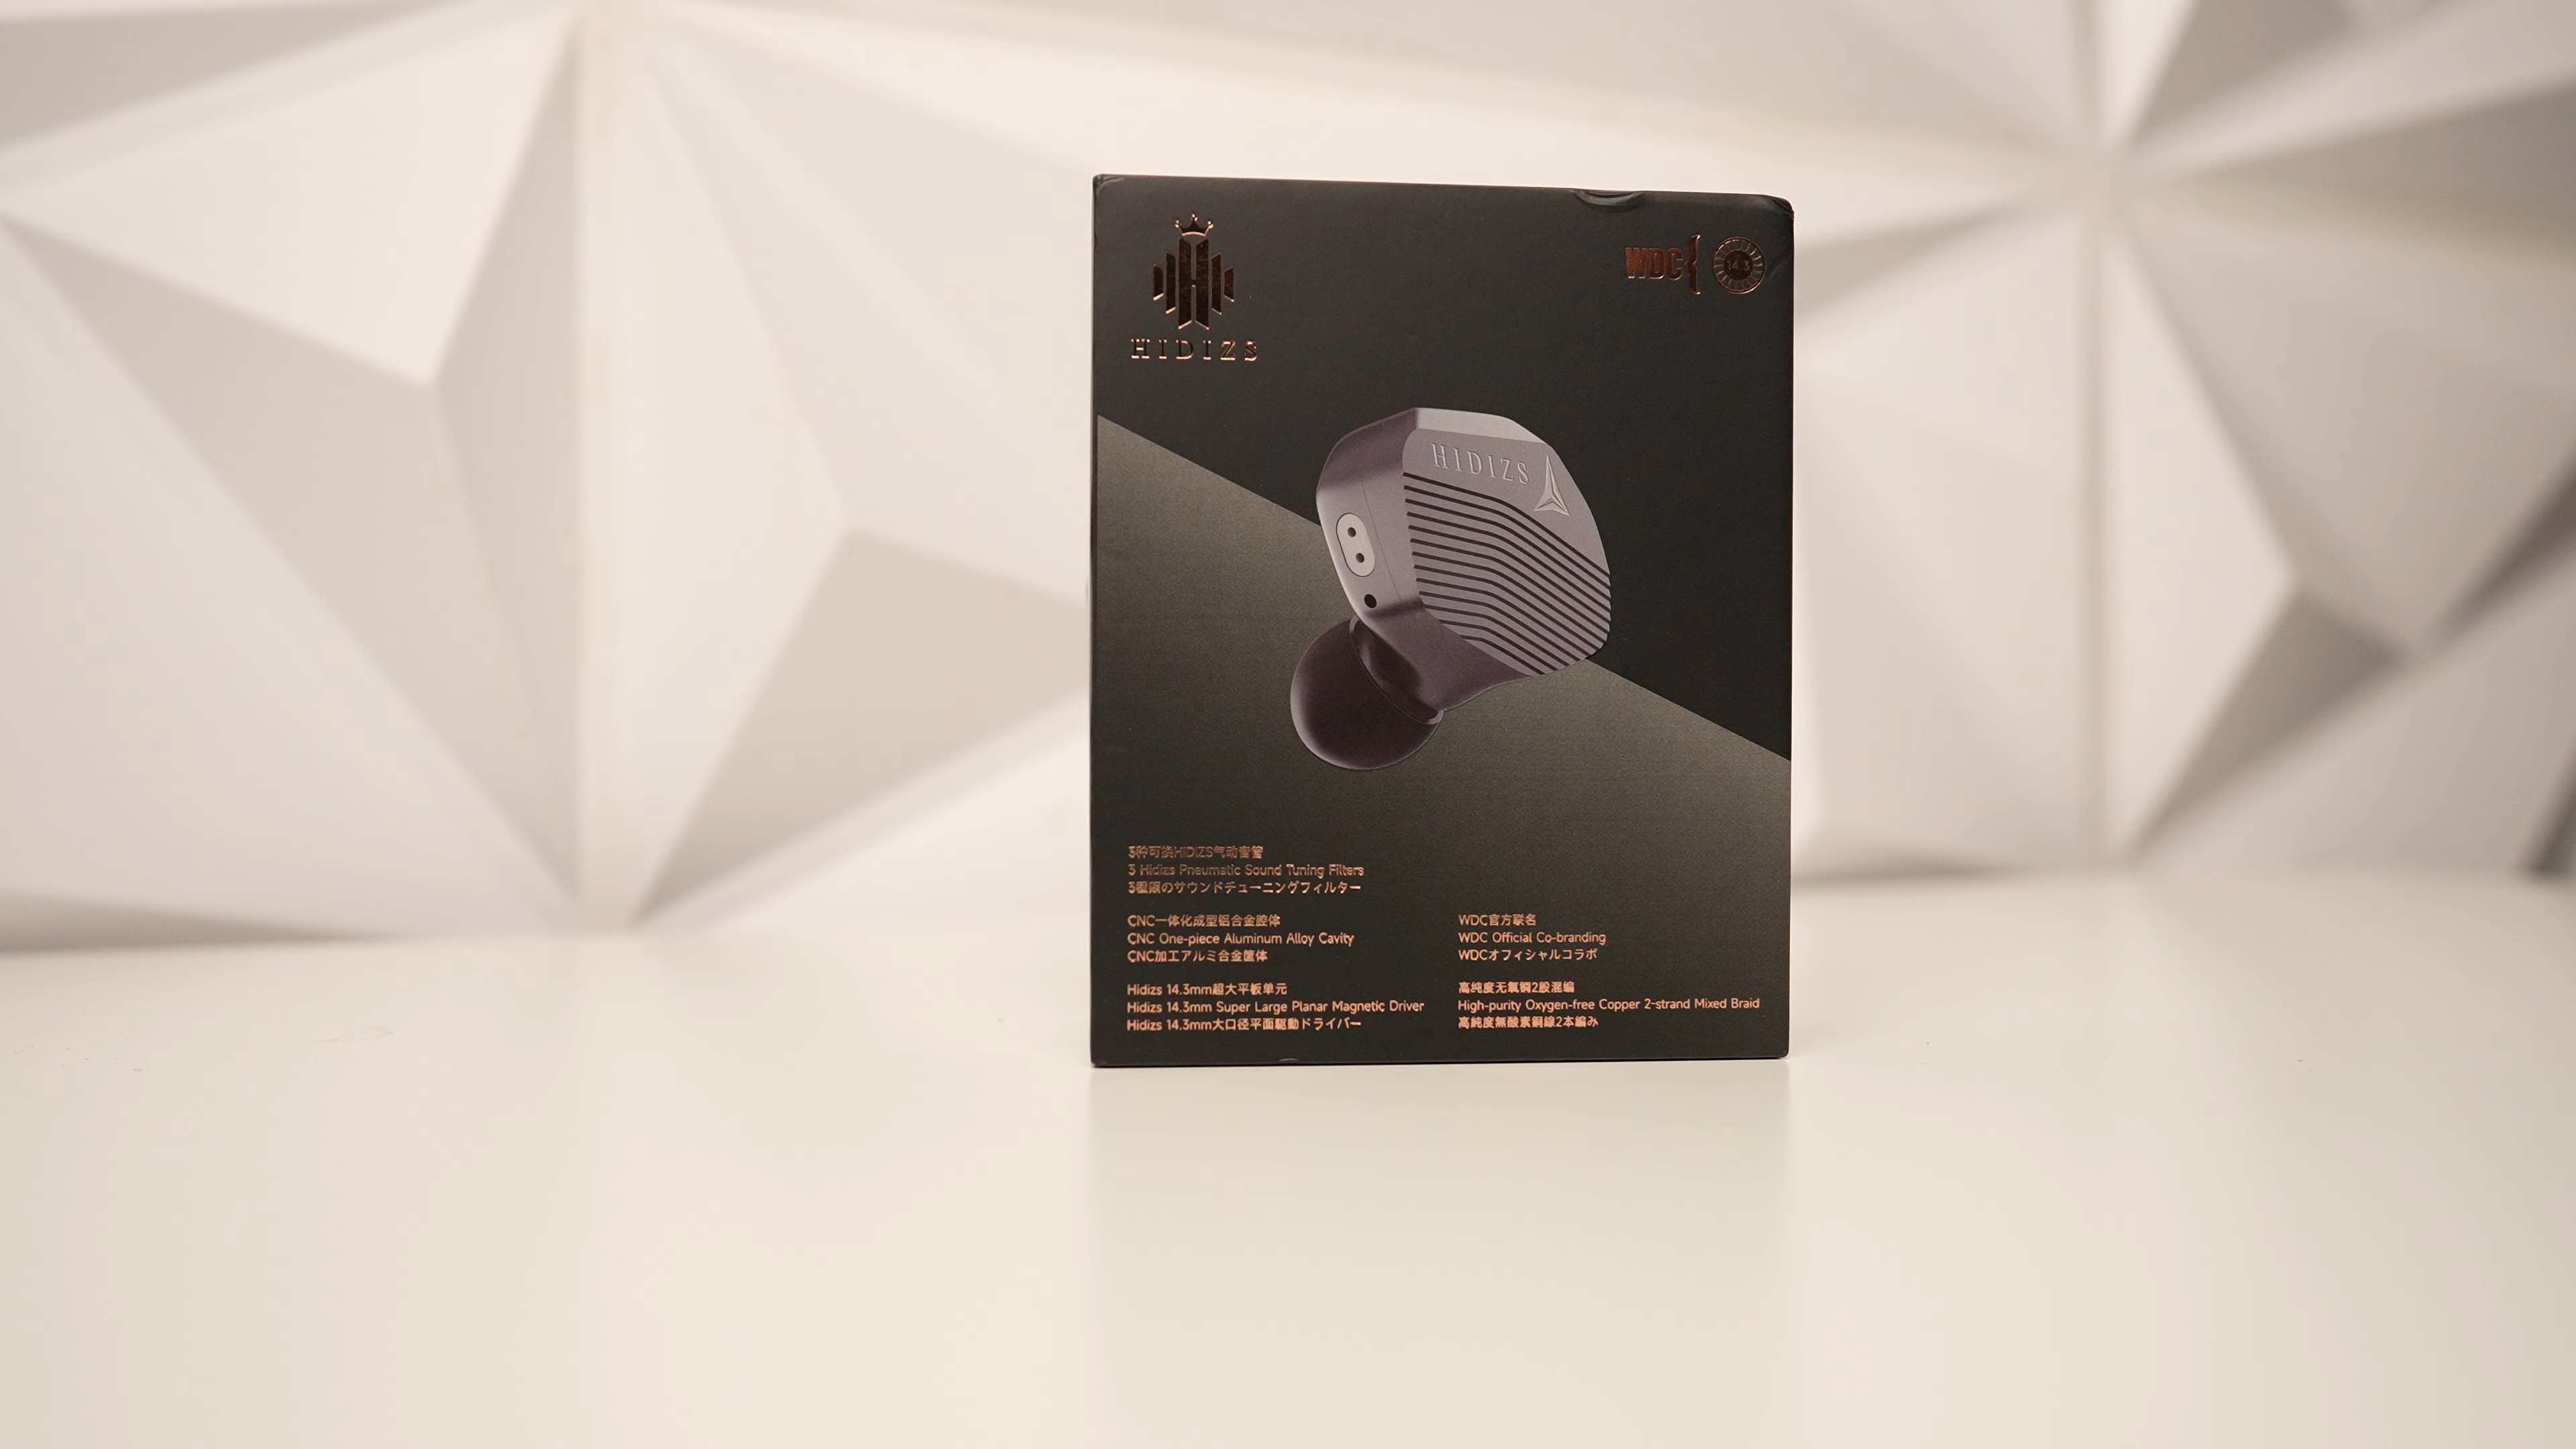 HIDIZS
WDC
14.3
HIDIZS
3种可换HIDIZS气动音管
3 Hidizs Pneumatic Sound Tuning Filters
3種類のサウンドチューニングフィルター
CNC一体化成型铝合金腔体
CNC One-piece Aluminum Alloy Cavity
CNC加工アルミ合金筐体
Hidizs 14.3mm超大平板单元
Hidizs 14.3mm Super Large Planar Magnetic Driver
Hidizs 14.3mm大口径平面駆動ドライバー
WDC官方联名
WDC Official Co-branding
WDCオフィシャルコラボ
高纯度无氧铜2股混编
High-purity Oxygen-free Copper 2-strand Mixed Braid
高純度無酸素銅線2本編み